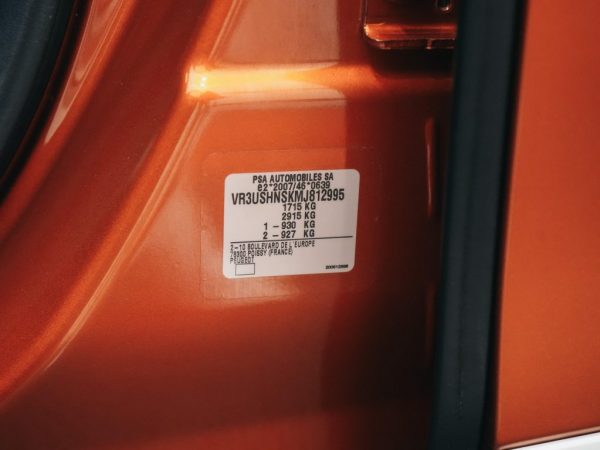 PSA AUTOMOBILES SA
e2*2007/46*0639
VR3USHNSKMJ812995
1715 KG
2915 KG
1 – 930 KG
2 – 927 KG
2-10 BOULEVARD DE L'EUROPE
78300 POISSY (FRANCE)
PEUGEOT